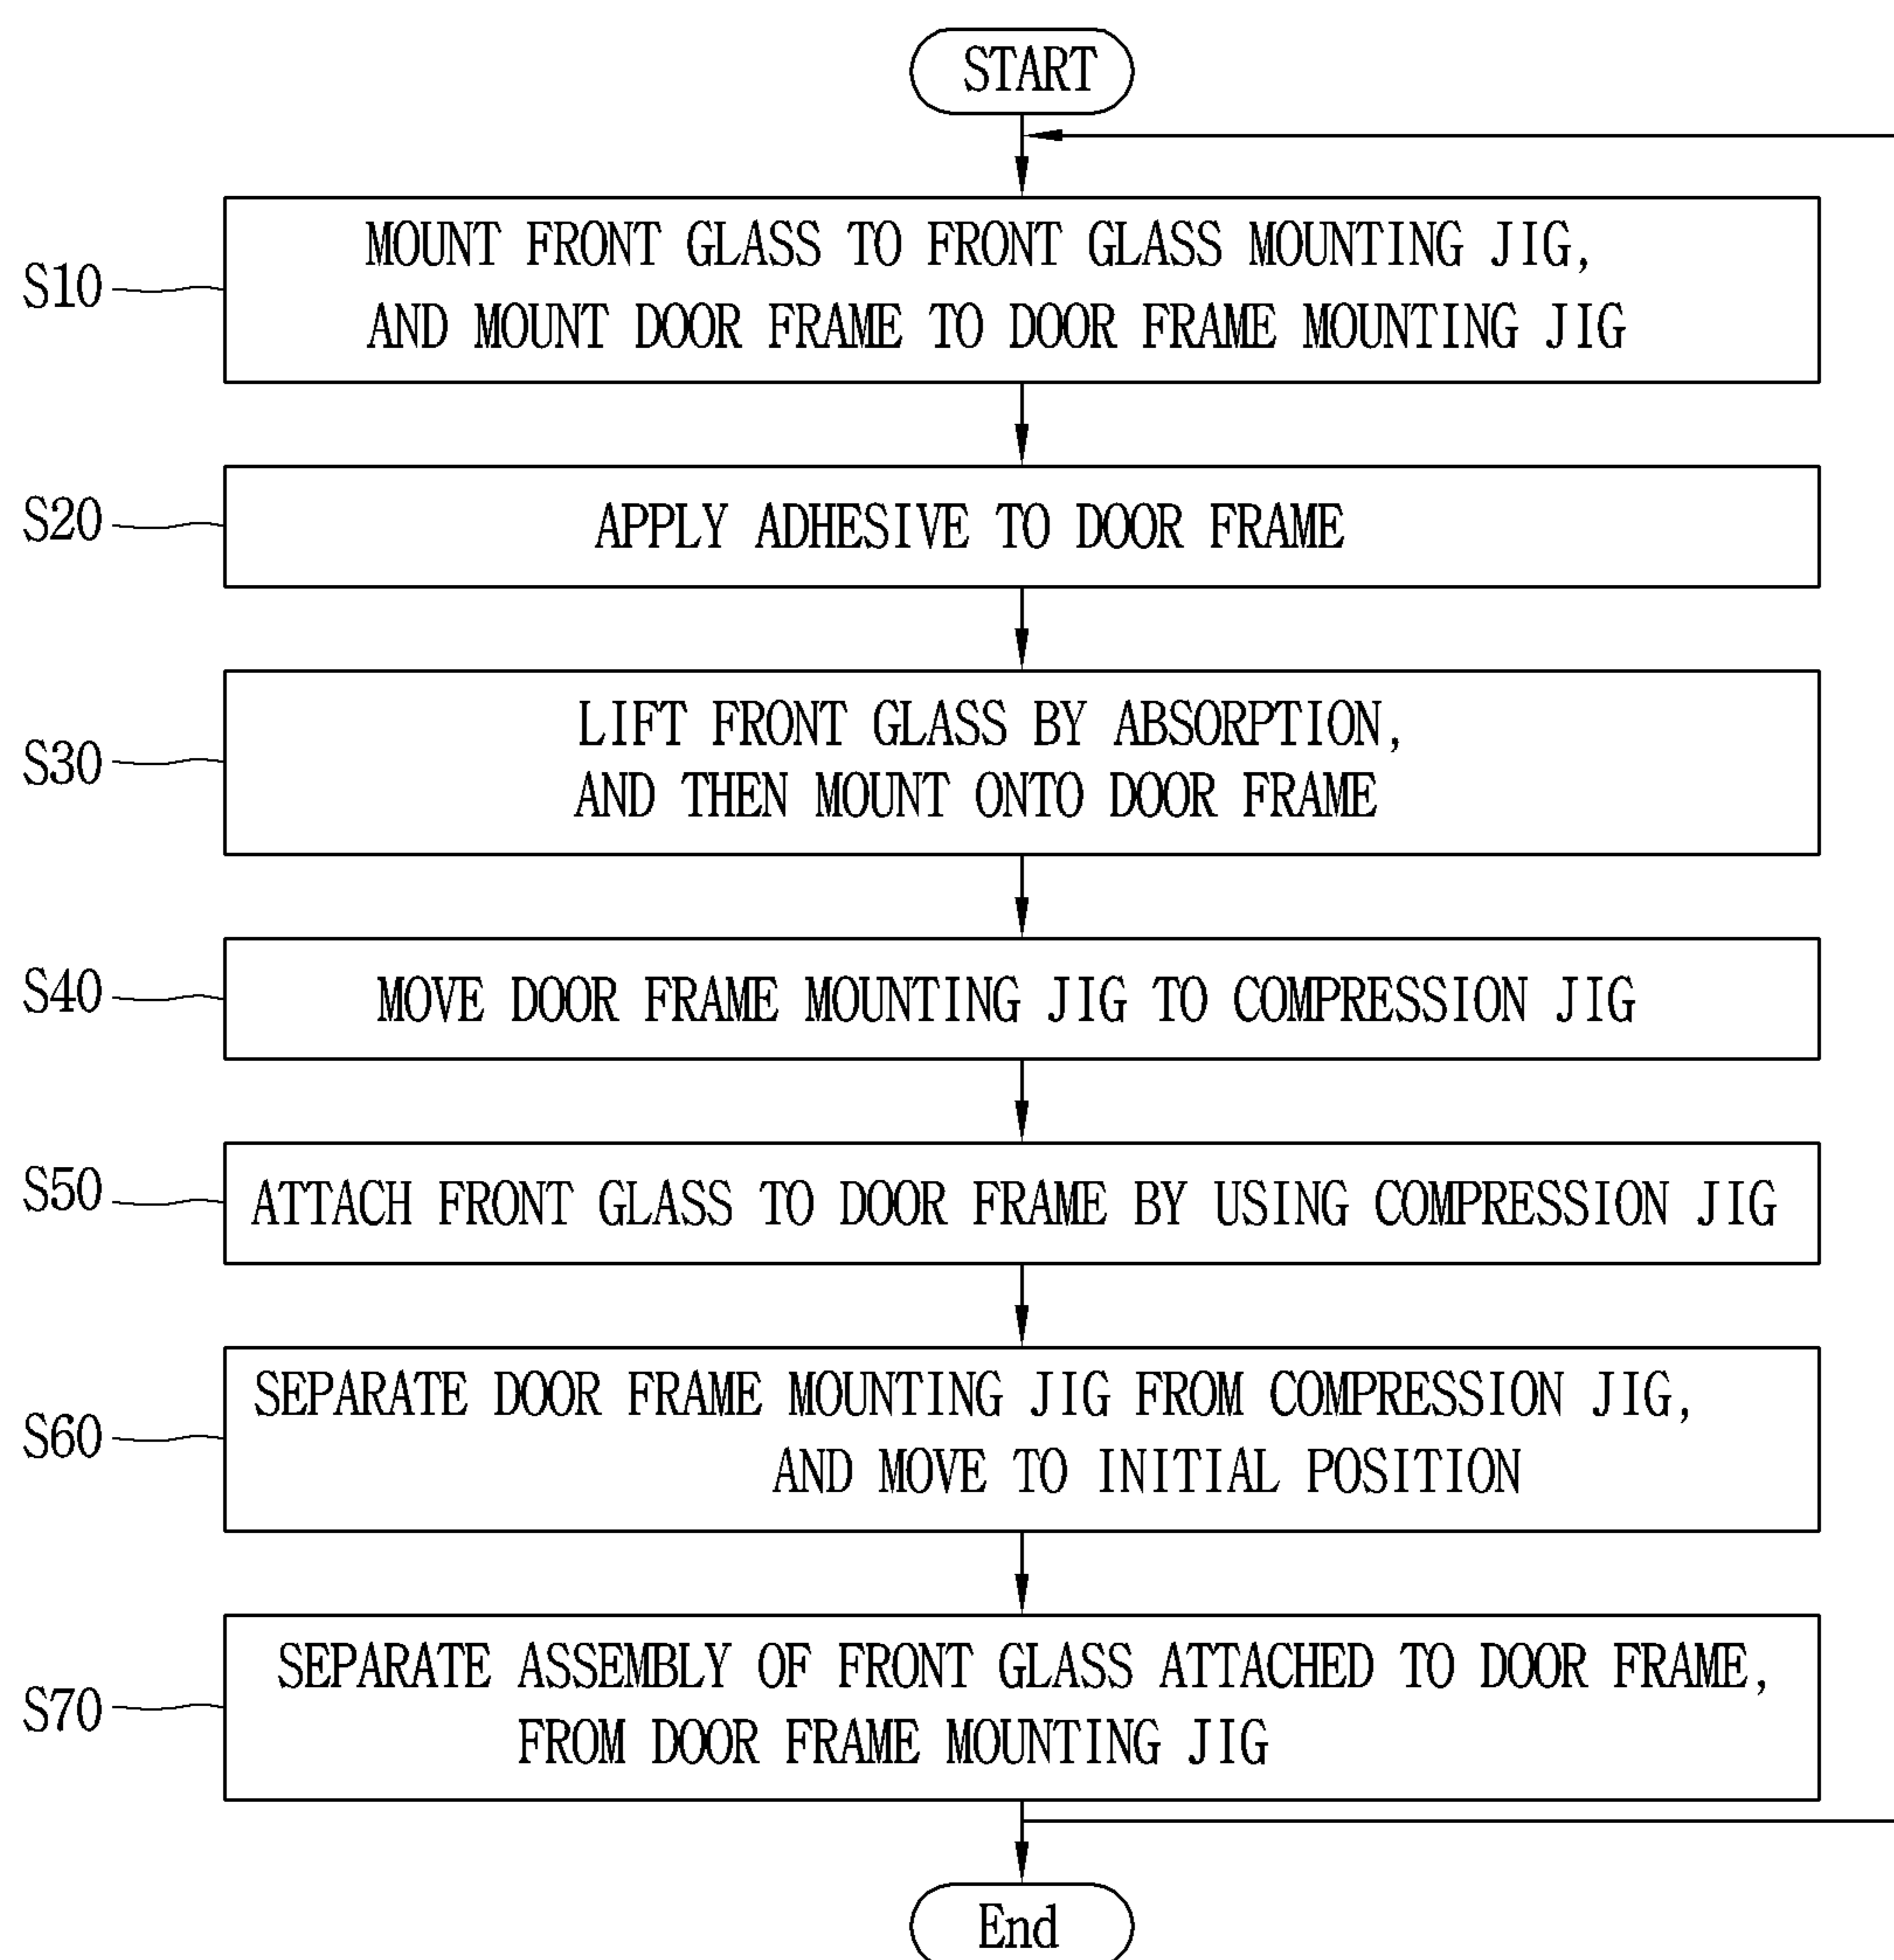 START
S10
MOUNT FRONT GLASS TO FRONT GLASS MOUNTING JIG,
AND MOUNT DOOR FRAME TO DOOR FRAME MOUNTING JIG
S20
APPLY ADHESIVE TO DOOR FRAME
S30
LIFT FRONT GLASS BY ABSORPTION,
AND THEN MOUNT ONTO DOOR FRAME
S40
MOVE DOOR FRAME MOUNTING JIG TO COMPRESSION JIG
S50
ATTACH FRONT GLASS TO DOOR FRAME BY USING COMPRESSION JIG
S60
SEPARATE DOOR FRAME MOUNTING JIG FROM COMPRESSION JIG,
AND MOVE TO INITIAL POSITION
S70
SEPARATE ASSEMBLY OF FRONT GLASS ATTACHED TO DOOR FRAME,
FROM DOOR FRAME MOUNTING JIG
End